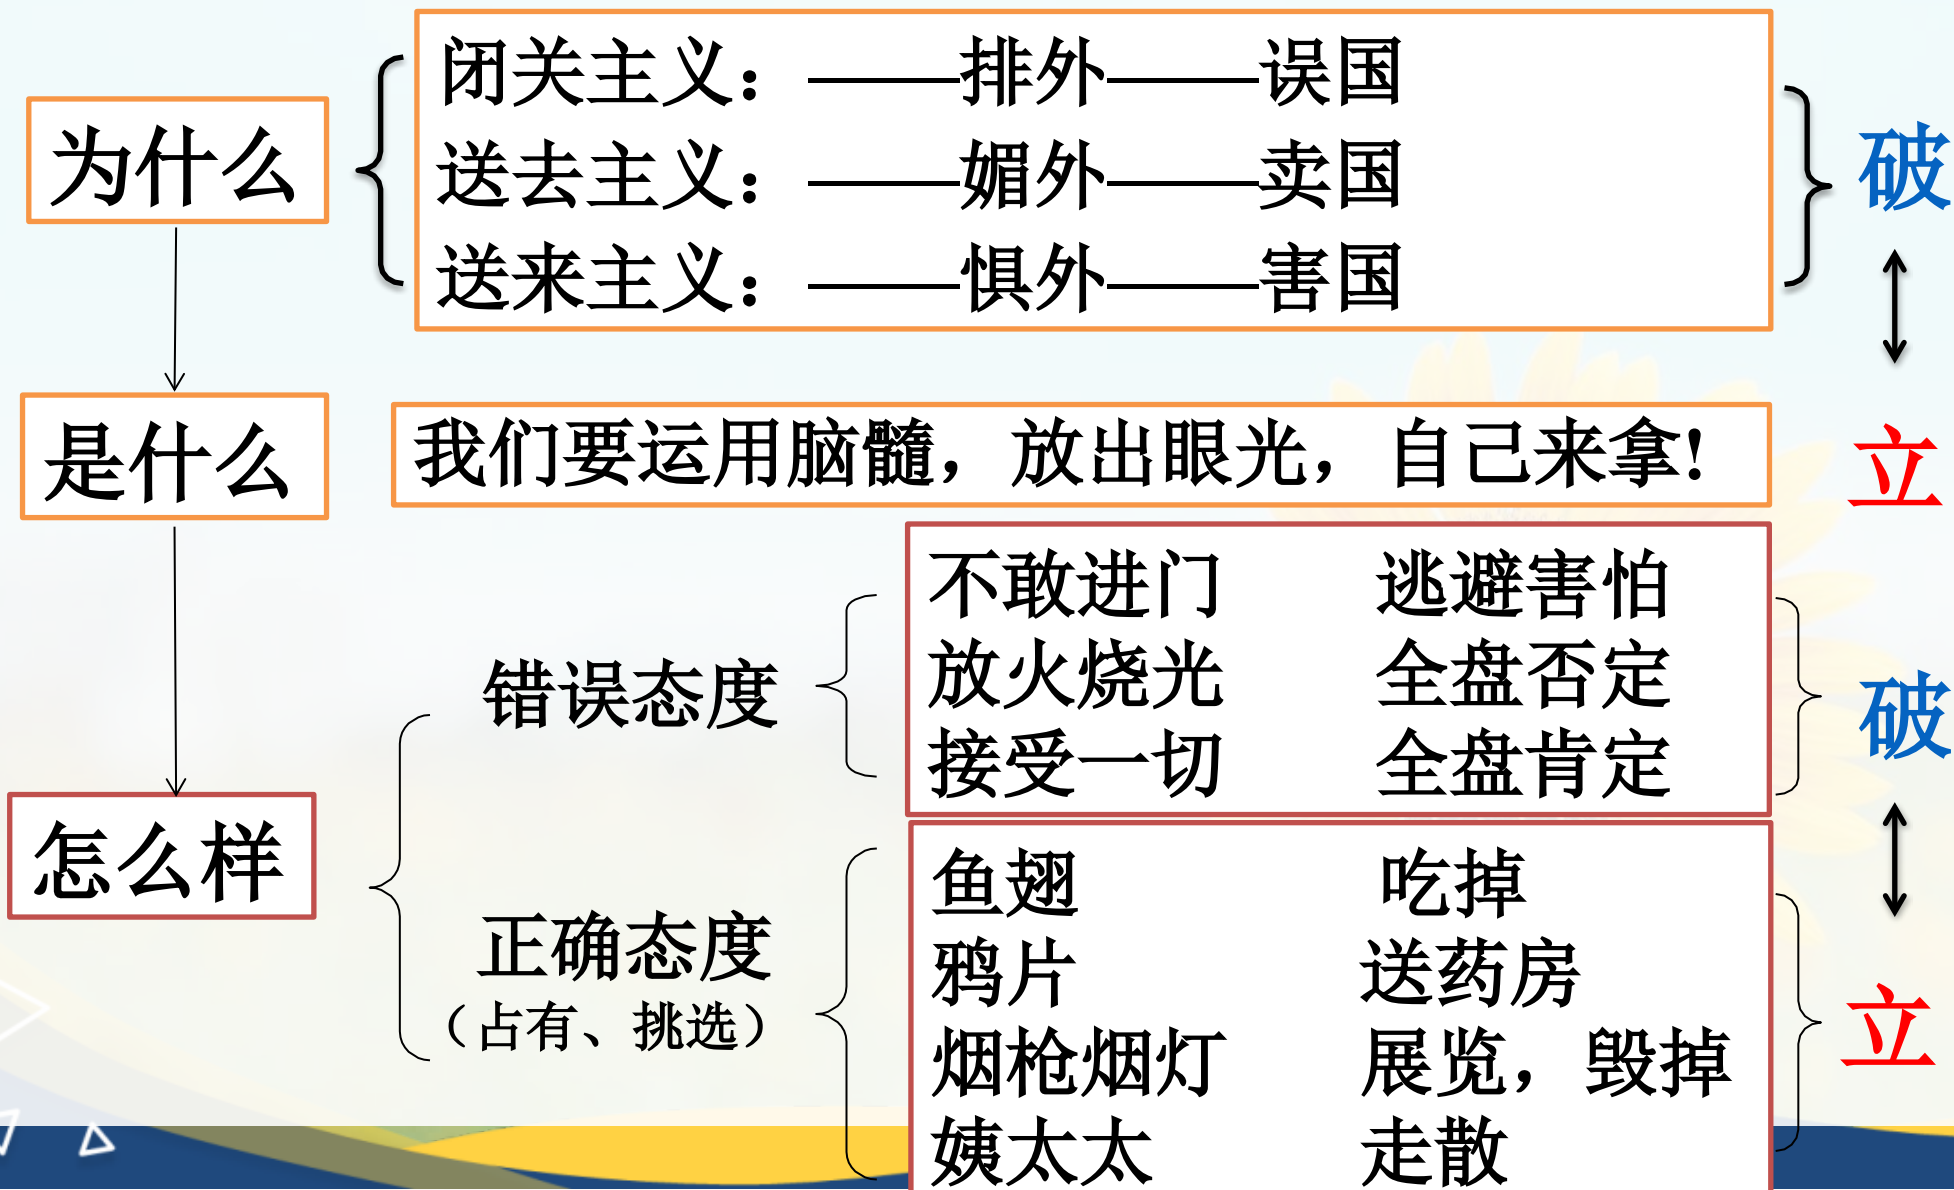 为什么
闭关主义：——排外——误国
送去主义：——媚外——卖国
送来主义：——惧外——害国
破
是什么
我们要运用脑髓，放出眼光，自己来拿!
立
怎么样
错误态度
不敢进门 逃避害怕
放火烧光 全盘否定
接受一切 全盘肯定
破
正确态度
（占有、挑选）
鱼翅 吃掉
鸦片 送药房
烟枪烟灯 展览，毁掉
姨太太 走散
立